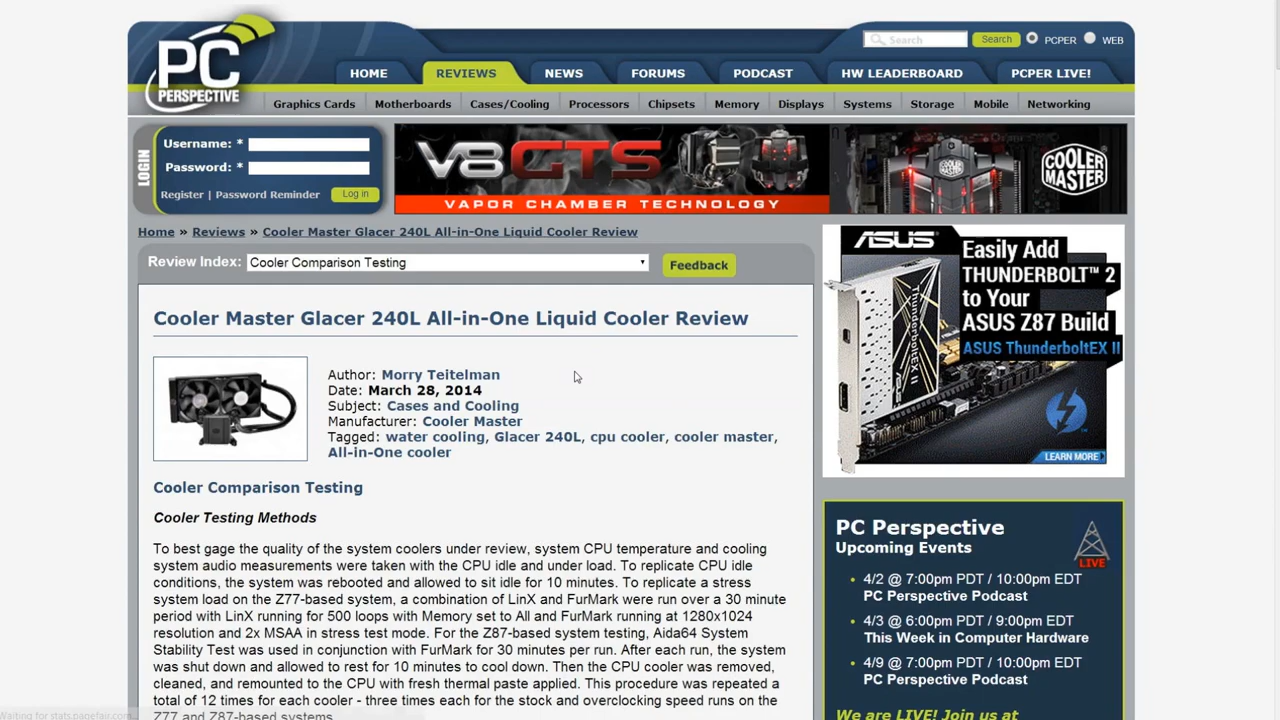 PC PERSPECTIVE
Search
Search
PCPER
WEB
HOME
REVIEWS
NEWS
FORUMS
PODCAST
HW LEADERBOARD
PCPER LIVE!
Graphics Cards
Motherboards
Cases/Cooling
Processors
Chipsets
Memory
Displays
Systems
Storage
Mobile
Networking
LOGIN
Username: *
Password: *
Register | Password Reminder
Log in
V8 GTS
VAPOR CHAMBER TECHNOLOGY
COOLER MASTER
Home » Reviews » Cooler Master Glacer 240L All-in-One Liquid Cooler Review
Review Index:
Cooler Comparison Testing
Feedback
Cooler Master Glacer 240L All-in-One Liquid Cooler Review
Author: Morry Teitelman
Date: March 28, 2014
Subject: Cases and Cooling
Manufacturer: Cooler Master
Tagged: water cooling, Glacer 240L, cpu cooler, cooler master,
All-in-One cooler
Cooler Comparison Testing
Cooler Testing Methods
To best gage the quality of the system coolers under review, system CPU temperature and cooling
system audio measurements were taken with the CPU idle and under load. To replicate CPU idle
conditions, the system was rebooted and allowed to sit idle for 10 minutes. To replicate a stress
system load on the Z77-based system, a combination of LinX and FurMark were run over a 30 minute
period with LinX running for 500 loops with Memory set to All and FurMark running at 1280x1024
resolution and 2x MSAA in stress test mode. For the Z87-based system testing, Aida64 System
Stability Test was used in conjunction with FurMark for 30 minutes per run. After each run, the system
was shut down and allowed to rest for 10 minutes to cool down. Then the CPU cooler was removed,
cleaned, and remounted to the CPU with fresh thermal paste applied. This procedure was repeated a
total of 12 times for each cooler - three times each for the stock and overclocking speed runs on the
Z77 and Z87-based systems.
ASUS
Easily Add
THUNDERBOLT™ 2
to Your
ASUS Z87 Build
ASUS ThunderboltEX II
ThunderboltEX II
LEARN MORE
PC Perspective
Upcoming Events
LIVE
4/2 @ 7:00pm PDT / 10:00pm EDT
PC Perspective Podcast
4/3 @ 6:00pm PDT / 9:00pm EDT
This Week in Computer Hardware
4/9 @ 7:00pm PDT / 10:00pm EDT
PC Perspective Podcast
We are LIVE! Join us at